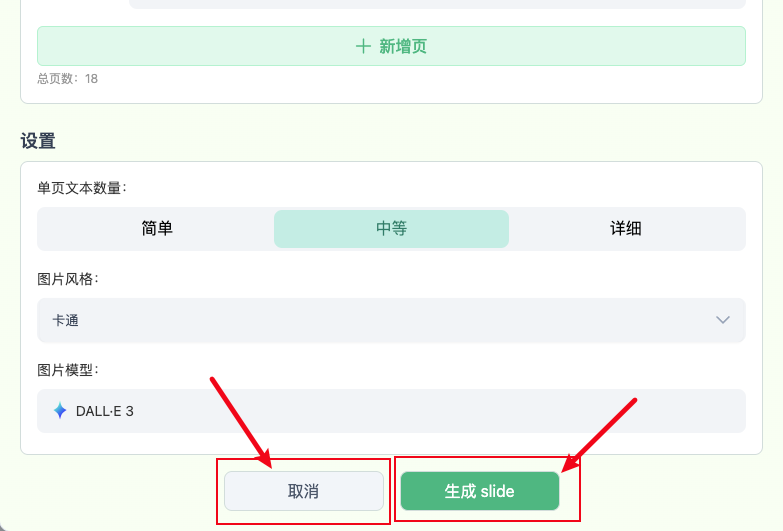 新增页
总页数：18
设置
单页文本数量：
简单 中等 详细
图片风格：
卡通
图片模型：
DALL·E 3
取消 生成 slide